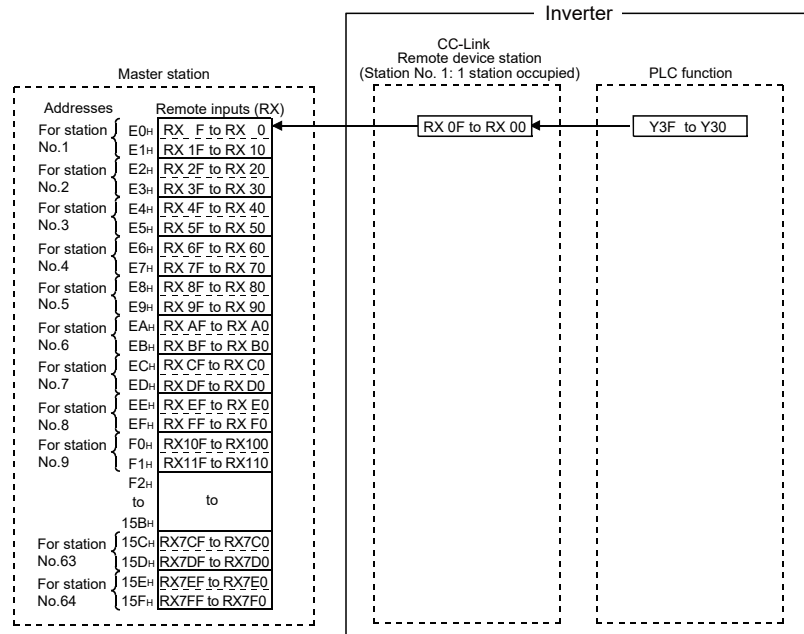 Inverter
CC-Link
Remote device station
(Station No. 1: 1 station occupied)
PLC function
Master station
Addresses
Remote inputs (RX)
For station No.1
E0H RX F to RX 0
E1H RX 1F to RX 10
RX 0F to RX 00
Y3F to Y30
For station No.2
E2H RX 2F to RX 20
E3H RX 3F to RX 30
For station No.3
E4H RX 4F to RX 40
E5H RX 5F to RX 50
For station No.4
E6H RX 6F to RX 60
E7H RX 7F to RX 70
For station No.5
E8H RX 8F to RX 80
E9H RX 9F to RX 90
For station No.6
EAH RX AF to RX A0
EBH RX BF to RX B0
For station No.7
ECH RX CF to RX C0
EDH RX DF to RX D0
For station No.8
EEH RX EF to RX E0
EFH RX FF to RX F0
For station No.9
F0H RX10F to RX100
F1H RX11F to RX110
F2H
to
to
15BH
For station No.63
15CH RX7CF to RX7C0
15DH RX7DF to RX7D0
For station No.64
15EH RX7EF to RX7E0
15FH RX7FF to RX7F0